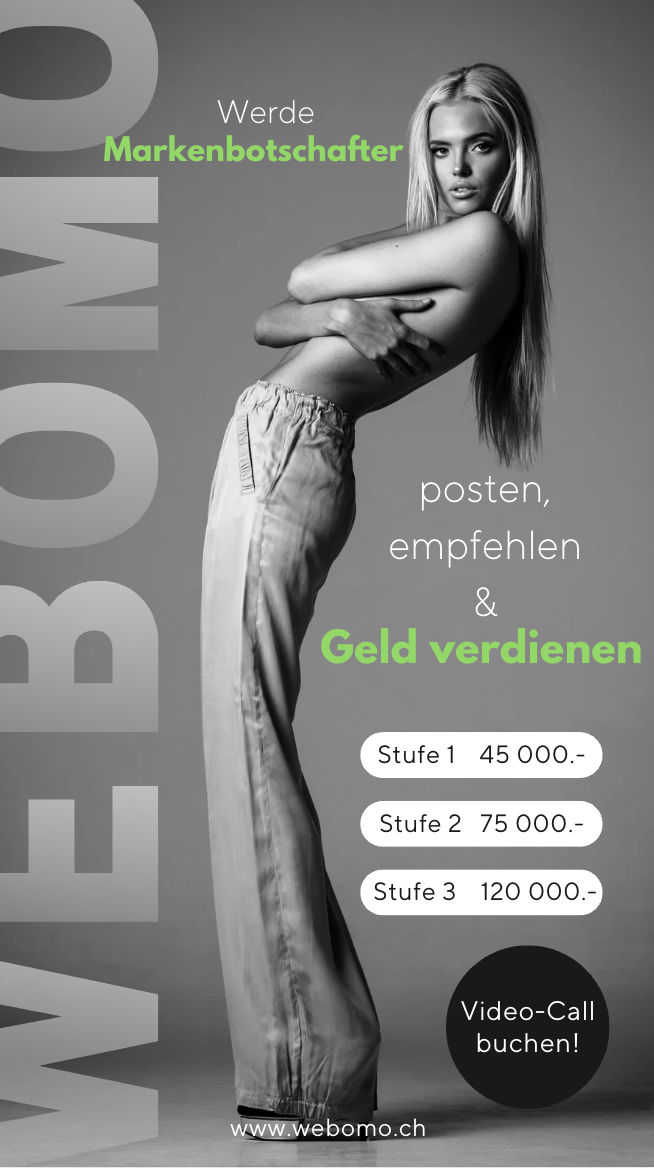 WEBOMO
Werde
Markenbotschafter
posten,
empfehlen
&
Geld verdienen
Stufe 1 45 000.-
Stufe 2 75 000.-
Stufe 3 120 000.-
Video-Call
buchen!
www.webomo.ch